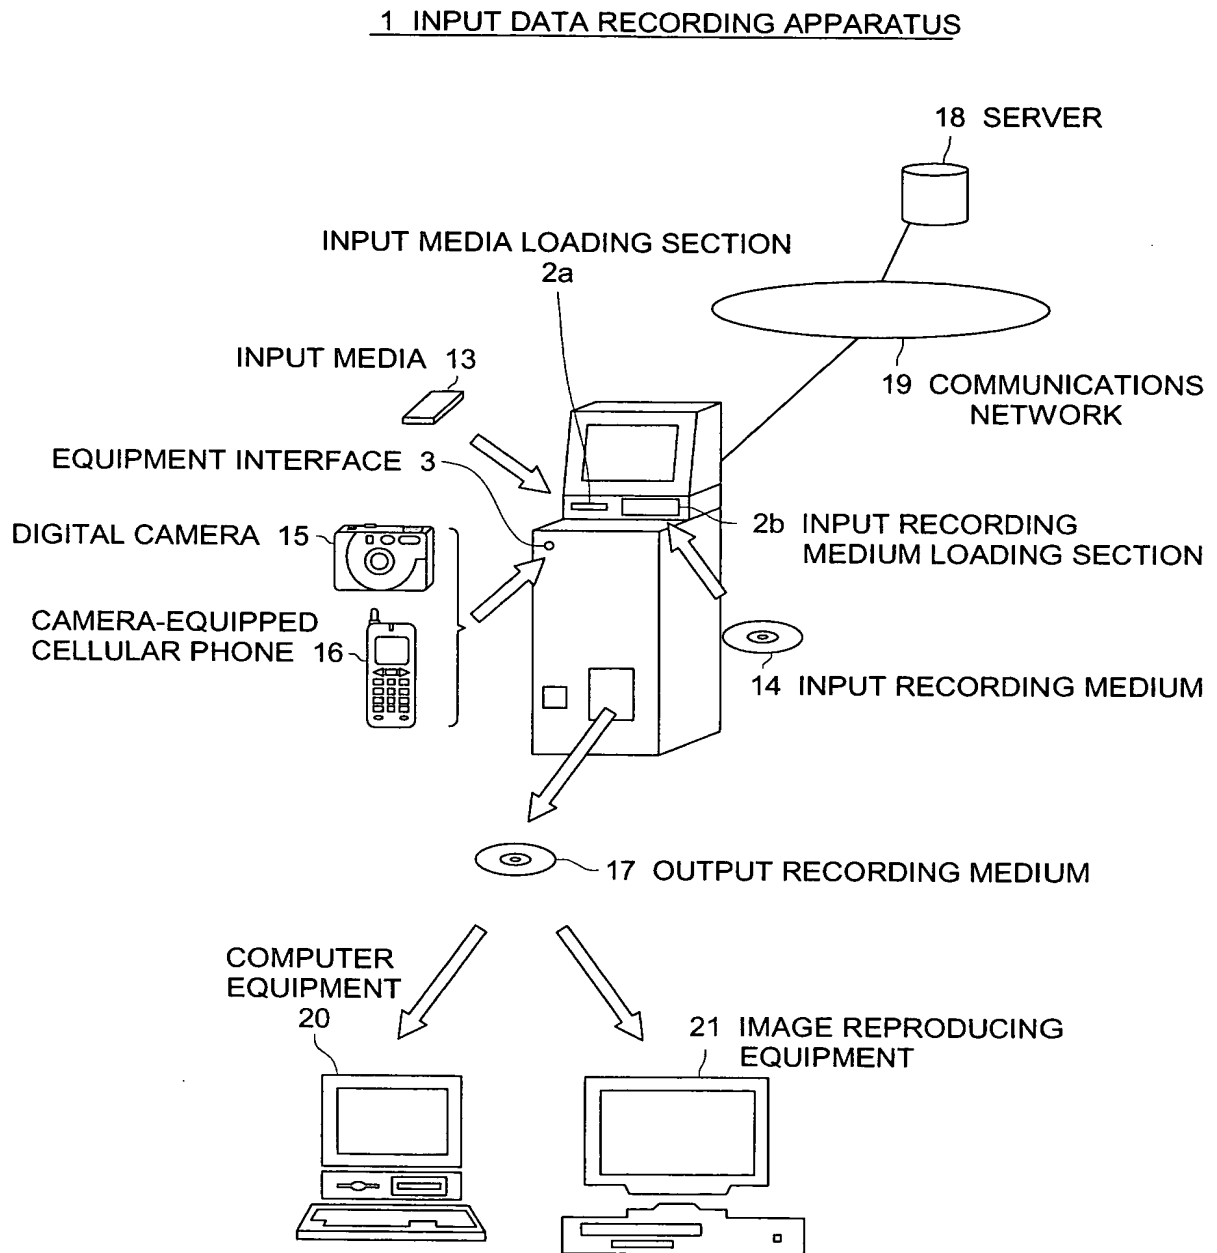 1 INPUT DATA RECORDING APPARATUS
18 SERVER
INPUT MEDIA LOADING SECTION
2a
INPUT MEDIA 13
19 COMMUNICATIONS
NETWORK
EQUIPMENT INTERFACE 3
2b INPUT RECORDING
MEDIUM LOADING SECTION
DIGITAL CAMERA 15
CAMERA-EQUIPPED
CELLULAR PHONE 16
14 INPUT RECORDING MEDIUM
17 OUTPUT RECORDING MEDIUM
COMPUTER
EQUIPMENT
20
21 IMAGE REPRODUCING
EQUIPMENT